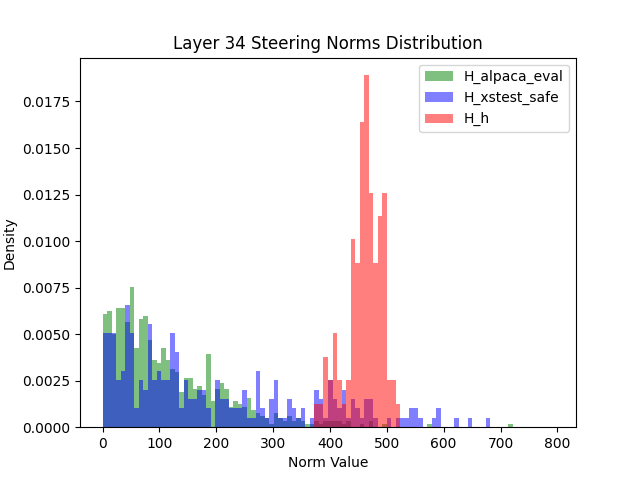 Layer 34 Steering Norms Distribution
H_alpaca_eval
H_xstest_safe
H_h
0.0175
0.0150
0.0125
0.0100
0.0075
0.0050
0.0025
0.0000
Density
0 100 200 300 400 500 600 700 800
Norm Value